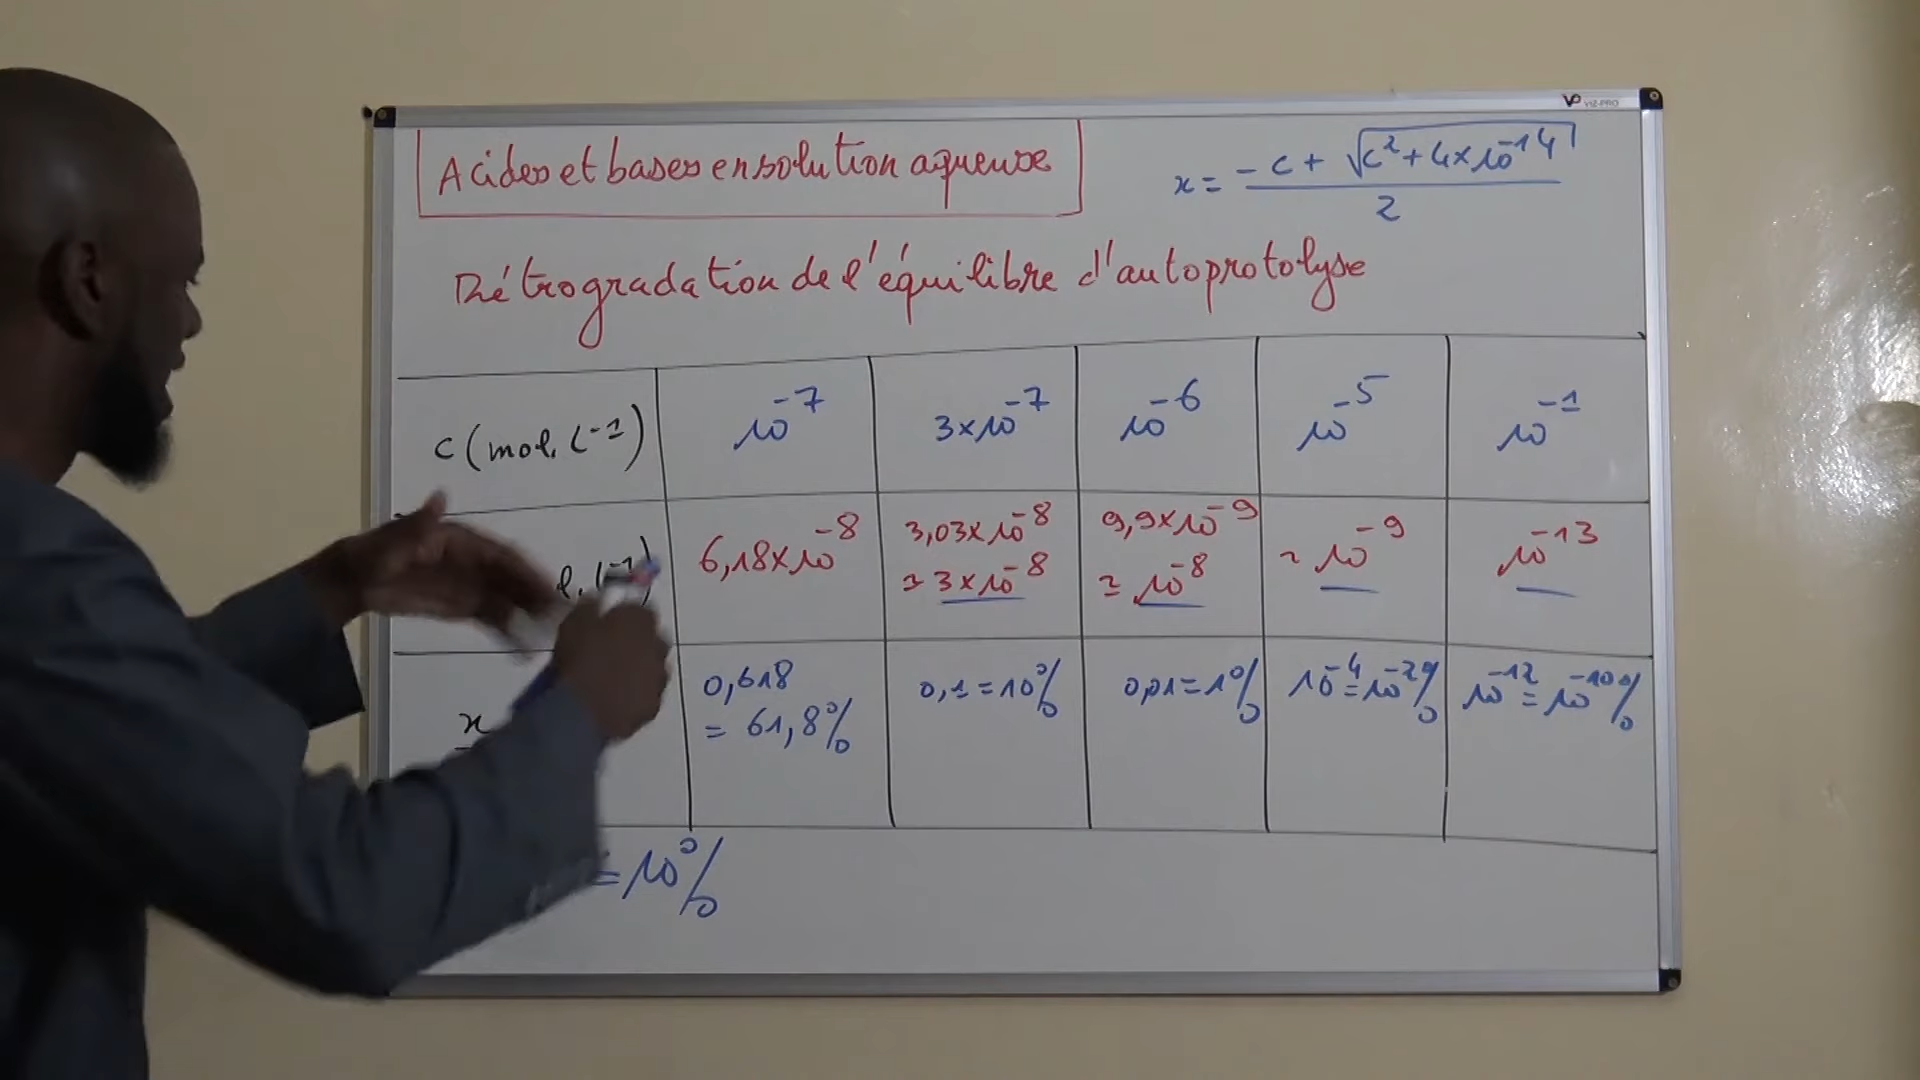 VIZ-PRO
Acides et bases en solution aqueuse
x = (-c + √(c² + 4×10⁻¹⁴)) / 2
Rétrogradation de l'équilibre d'autoprotolyse
c (mol.L⁻¹) 10⁻⁷ 3×10⁻⁷ 10⁻⁶ 10⁻⁵ 10⁻¹
l.L⁻¹) 6,18×10⁻⁸ 3,03×10⁻⁸ 9,9×10⁻⁹ ≈ 10⁻⁹ 10⁻¹³
≈ 3×10⁻⁸ ≈ 10⁻⁸
x 0,618 0,1 = 10% 0,01 = 1% 10⁻⁴ = 10⁻²% 10⁻¹² = 10⁻¹⁰%
= 61,8%
= 10%